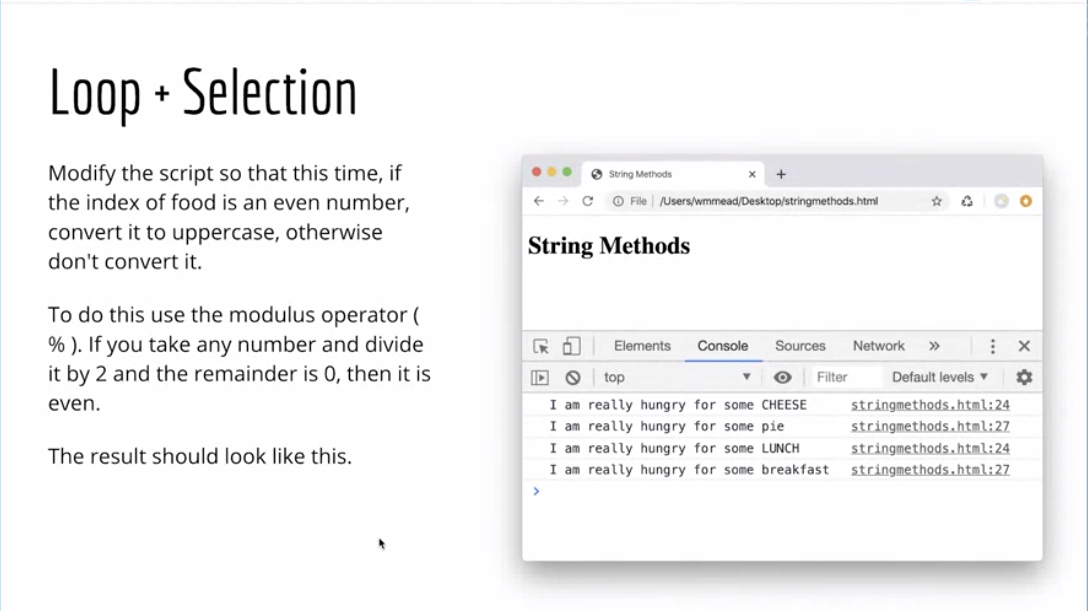 Loop + Selection
Modify the script so that this time, if
the index of food is an even number,
convert it to uppercase, otherwise
don't convert it.
To do this use the modulus operator (
% ). If you take any number and divide
it by 2 and the remainder is 0, then it is
even.
The result should look like this.
String Methods
File /Users/wmmead/Desktop/stringmethods.html
String Methods
Elements Console Sources Network »
top Filter Default levels
I am really hungry for some CHEESE stringmethods.html:24
I am really hungry for some pie stringmethods.html:27
I am really hungry for some LUNCH stringmethods.html:24
I am really hungry for some breakfast stringmethods.html:27